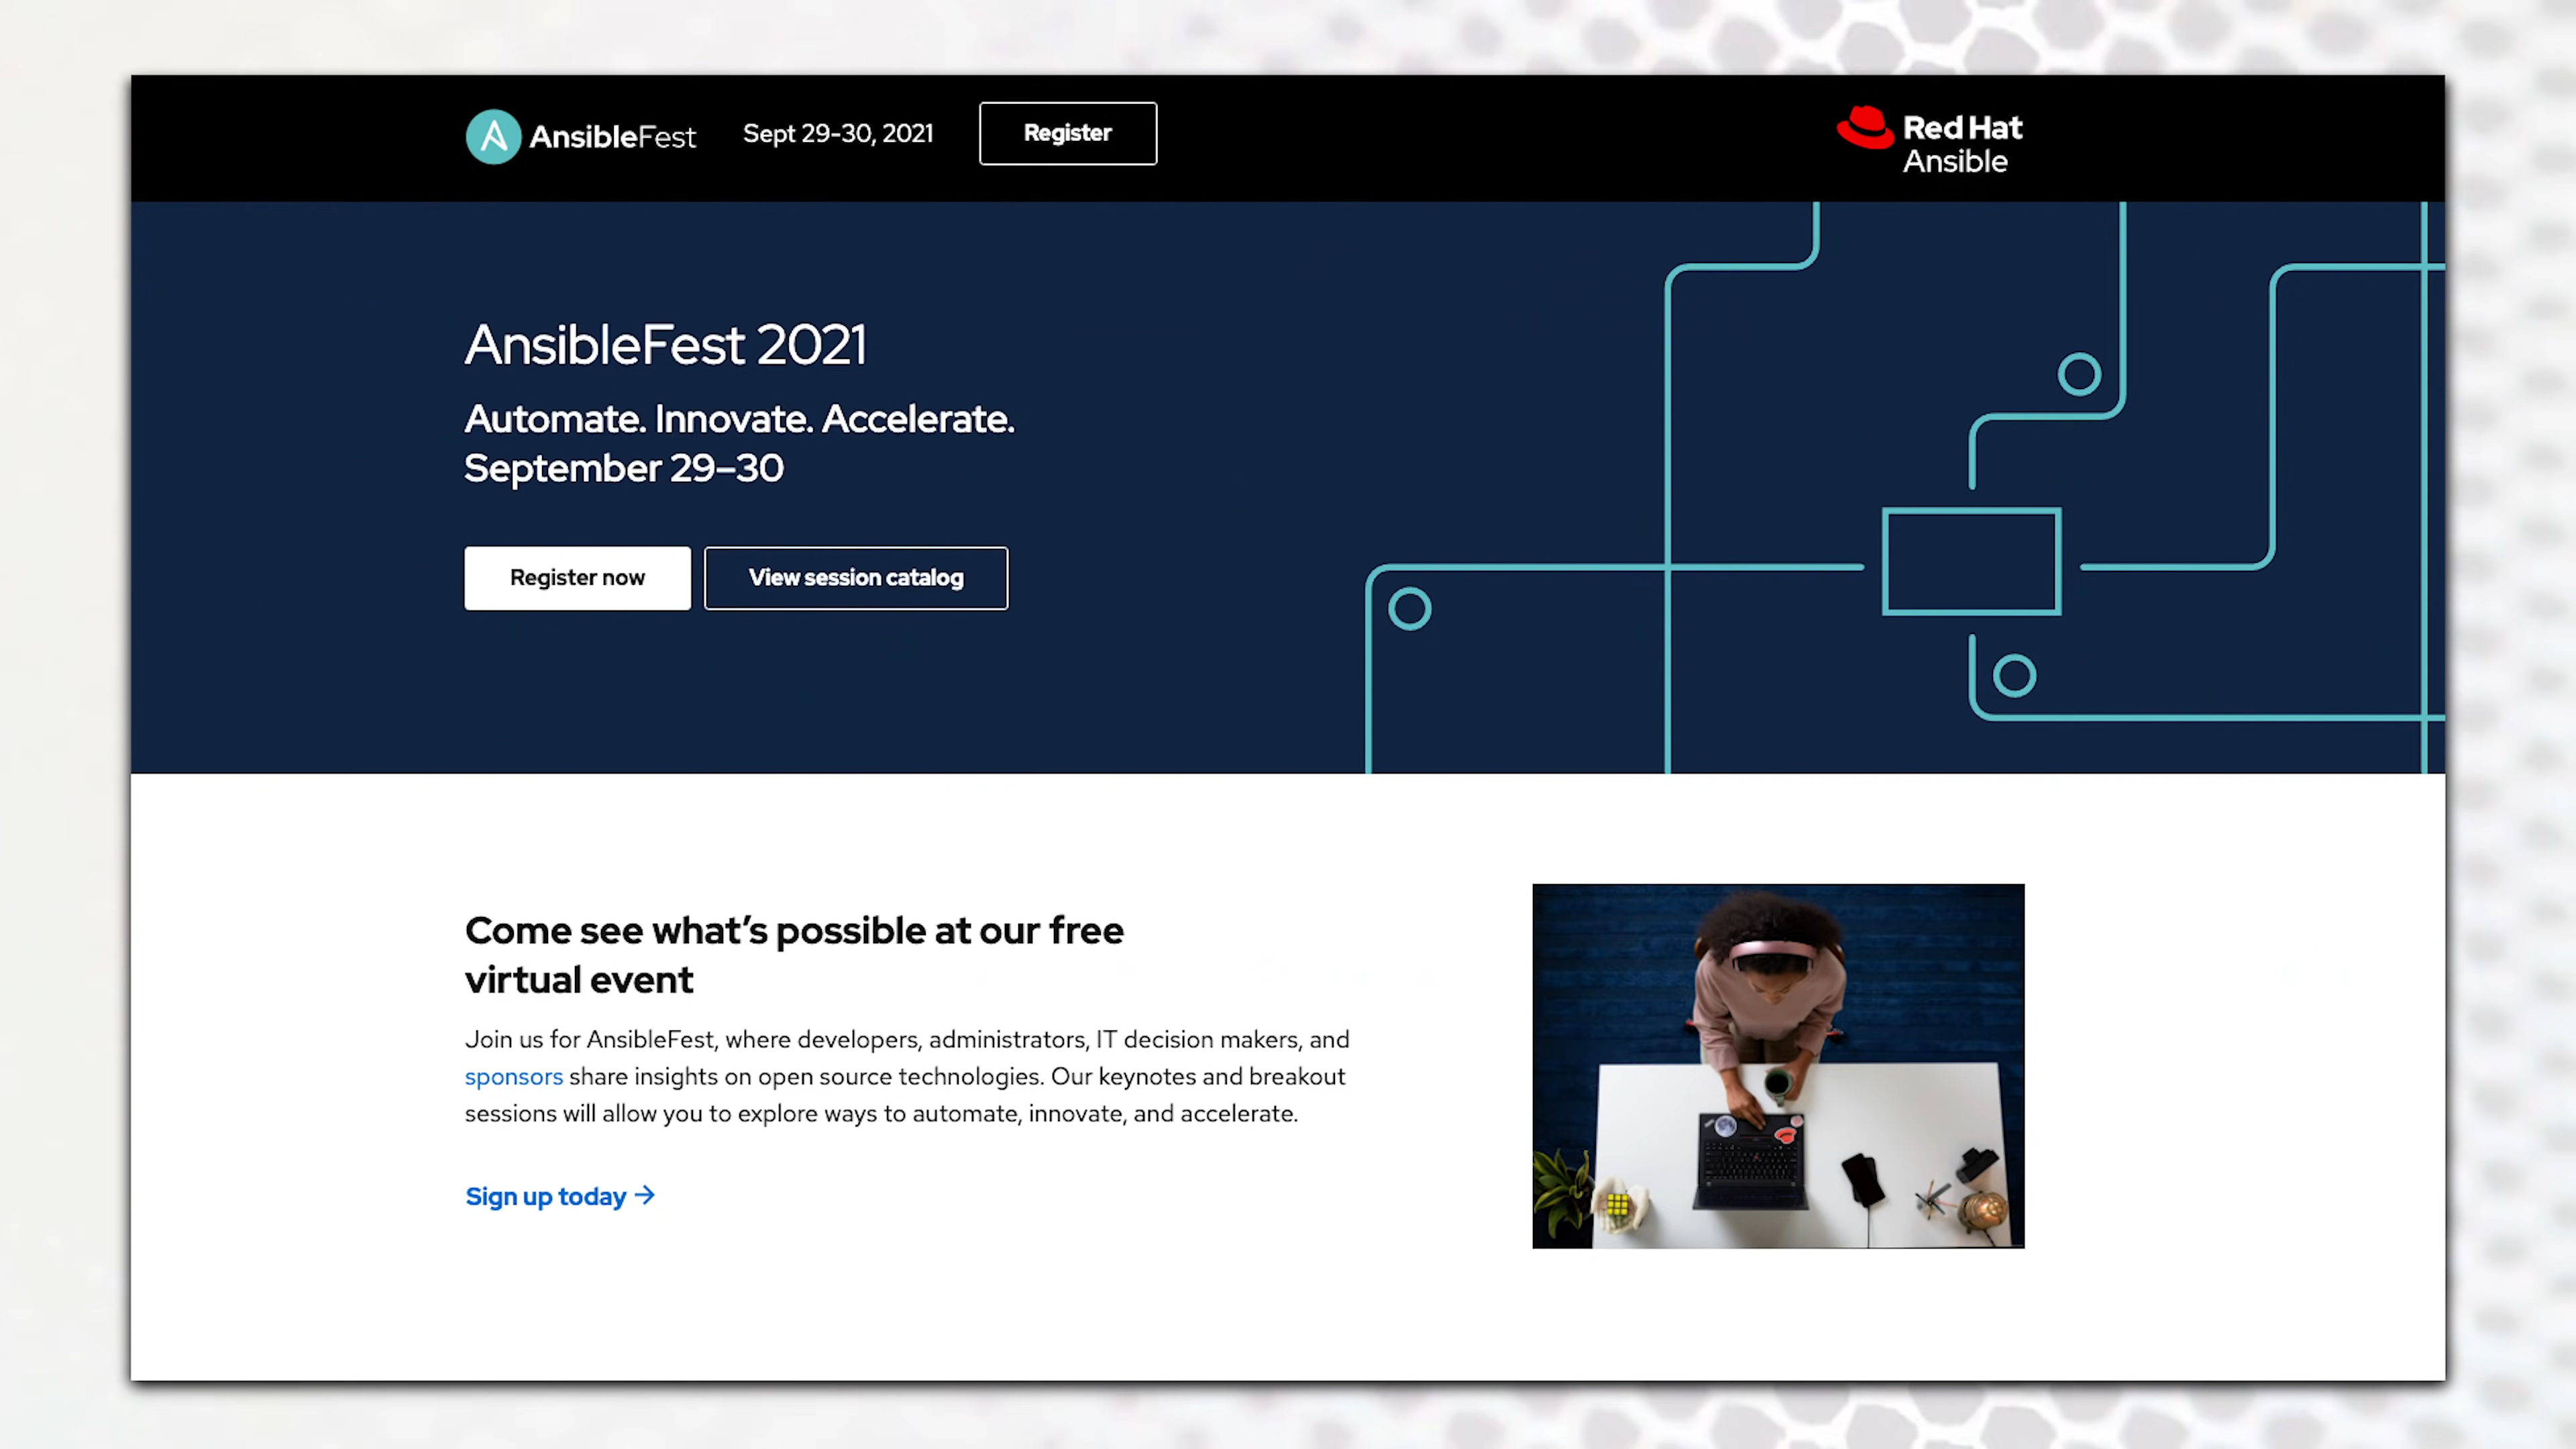 AnsibleFest
Sept 29-30, 2021
Register
Red Hat
Ansible
AnsibleFest 2021
Automate. Innovate. Accelerate.
September 29–30
Register now
View session catalog
Come see what’s possible at our free
virtual event
Join us for AnsibleFest, where developers, administrators, IT decision makers, and
sponsors share insights on open source technologies. Our keynotes and breakout
sessions will allow you to explore ways to automate, innovate, and accelerate.
Sign up today →